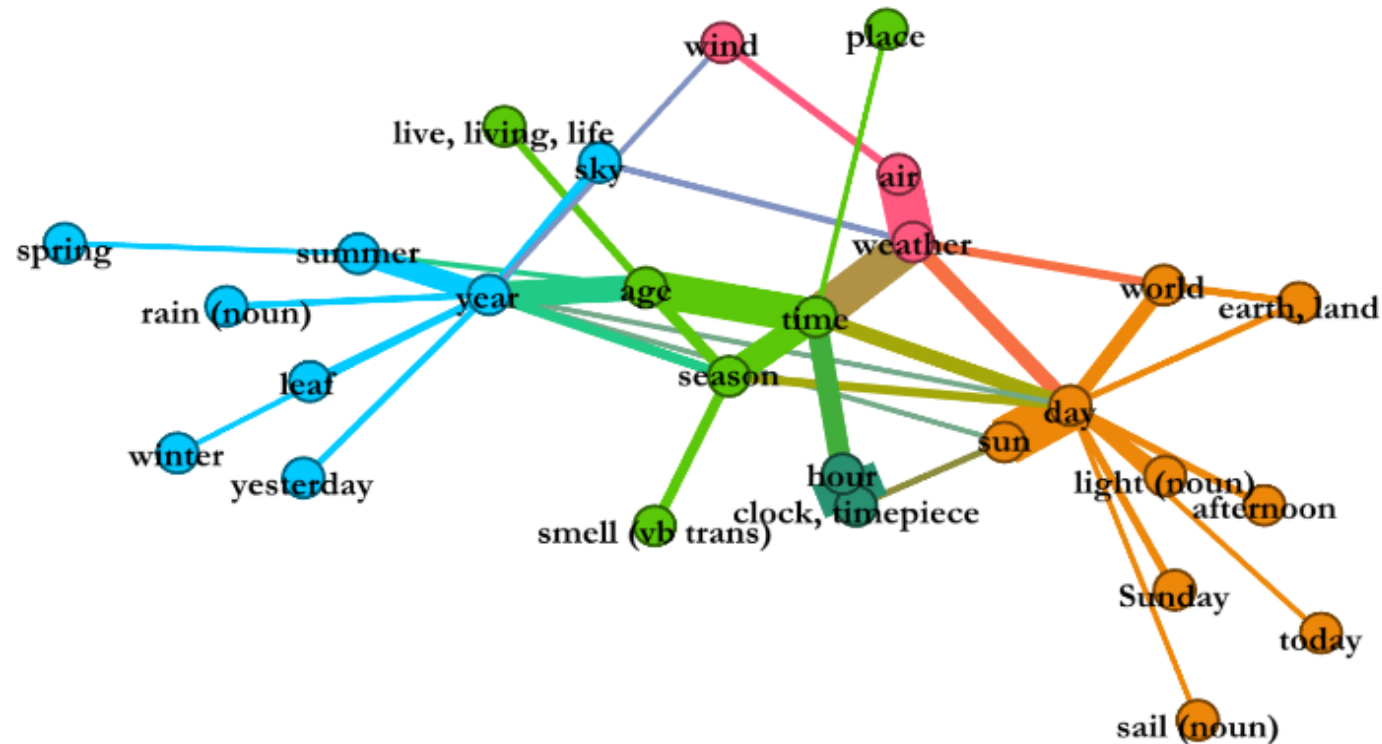 wind
place
live, living, life
sky
air
spring
summer
weather
year
age
world
rain (noun)
time
earth, land
leaf
season
day
winter
sun
yesterday
hour
light (noun)
clock, timepiece
afternoon
smell (vb trans)
Sunday
today
sail (noun)